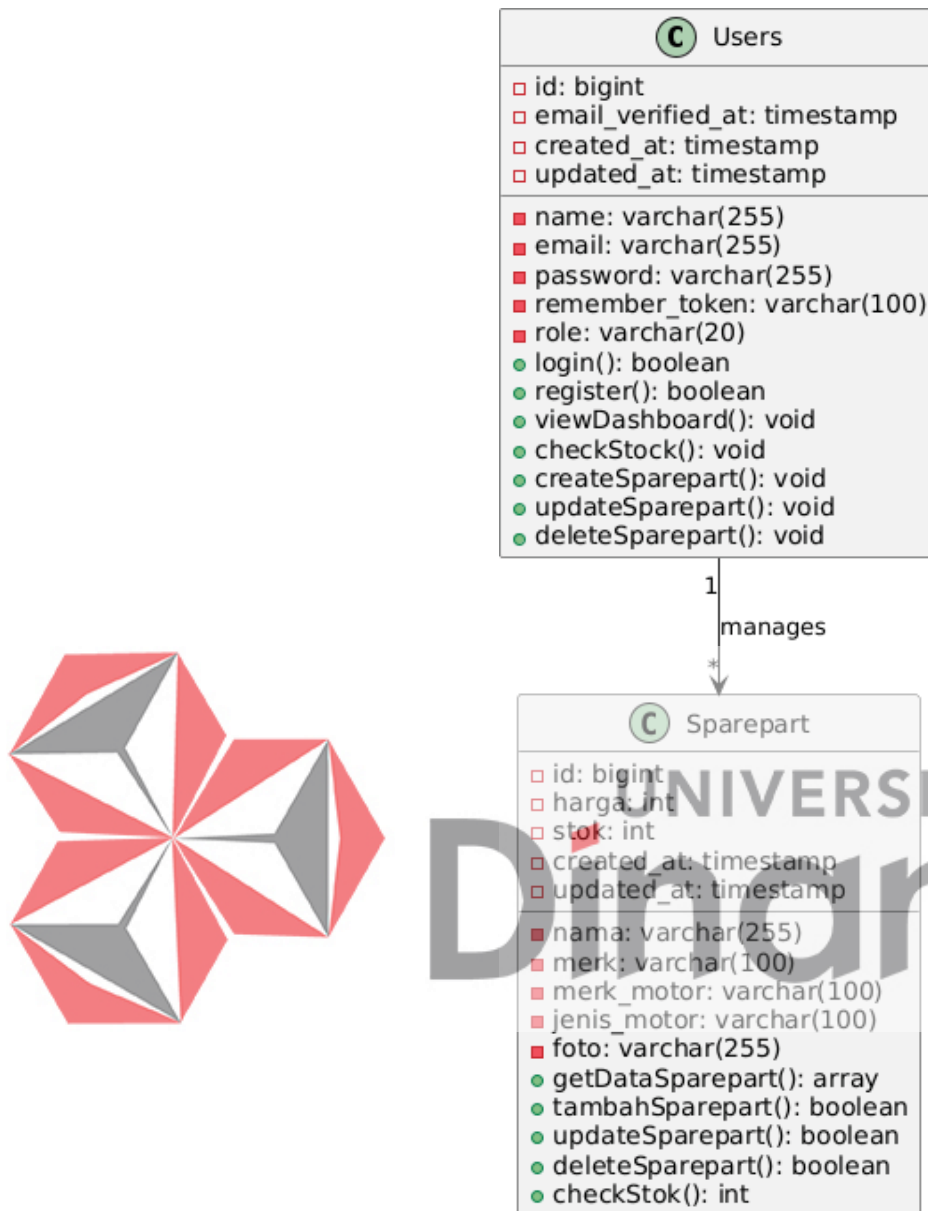 C Users
id: bigint
email_verified_at: timestamp
created_at: timestamp
updated_at: timestamp
name: varchar(255)
email: varchar(255)
password: varchar(255)
remember_token: varchar(100)
role: varchar(20)
login(): boolean
register(): boolean
viewDashboard(): void
checkStock(): void
createSparepart(): void
updateSparepart(): void
deleteSparepart(): void
1
manages
*
C Sparepart
id: bigint
harga: int
stok: int
created_at: timestamp
updated_at: timestamp
nama: varchar(255)
merk: varchar(100)
merk_motor: varchar(100)
jenis_motor: varchar(100)
foto: varchar(255)
getDataSparepart(): array
tambahSparepart(): boolean
updateSparepart(): boolean
deleteSparepart(): boolean
checkStok(): int
UNIVERSI
Dinam